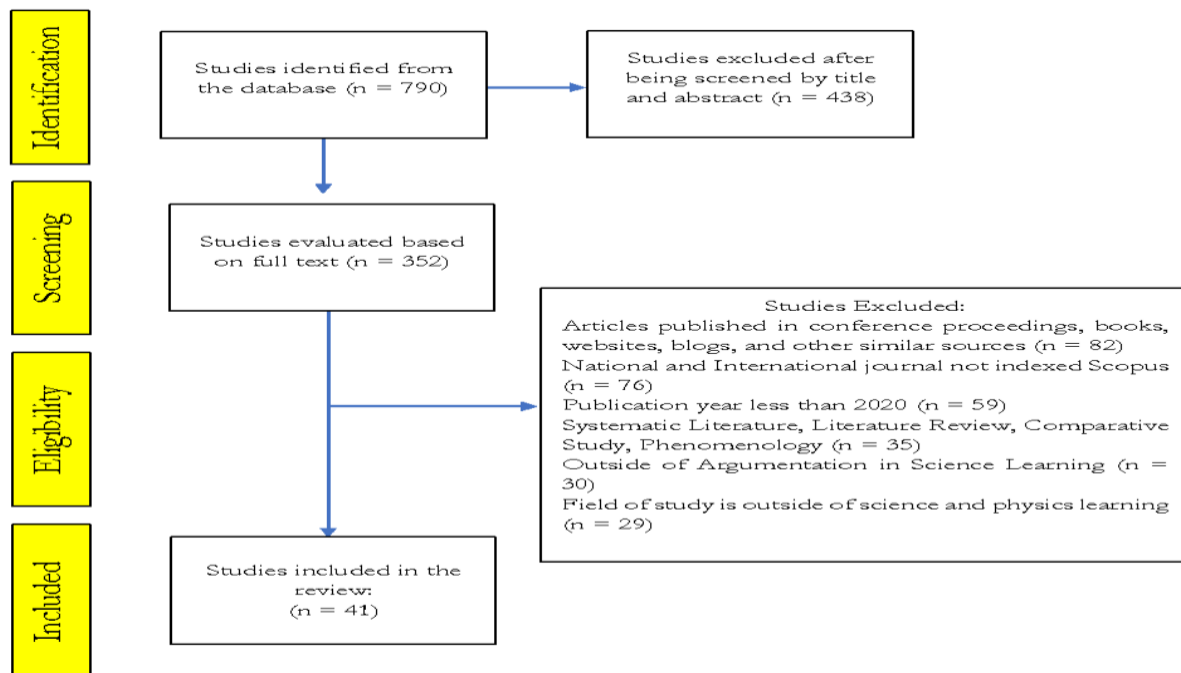 Identification
Studies identified from
the database (n = 790)
Studies excluded after
being screened by title
and abstract (n = 438)
Screening
Studies evaluated based
on full text (n = 352)
Eligibility
Studies Excluded:
Articles published in conference proceedings, books,
websites, blogs, and other similar sources (n = 82)
National and International journal not indexed Scopus
(n = 76)
Publication year less than 2020 (n = 59)
Systematic Literature, Literature Review, Comparative
Study, Phenomenology (n = 35)
Outside of Argumentation in Science Learning (n =
30)
Field of study is outside of science and physics learning
(n = 29)
Included
Studies included in the
review:
(n = 41)